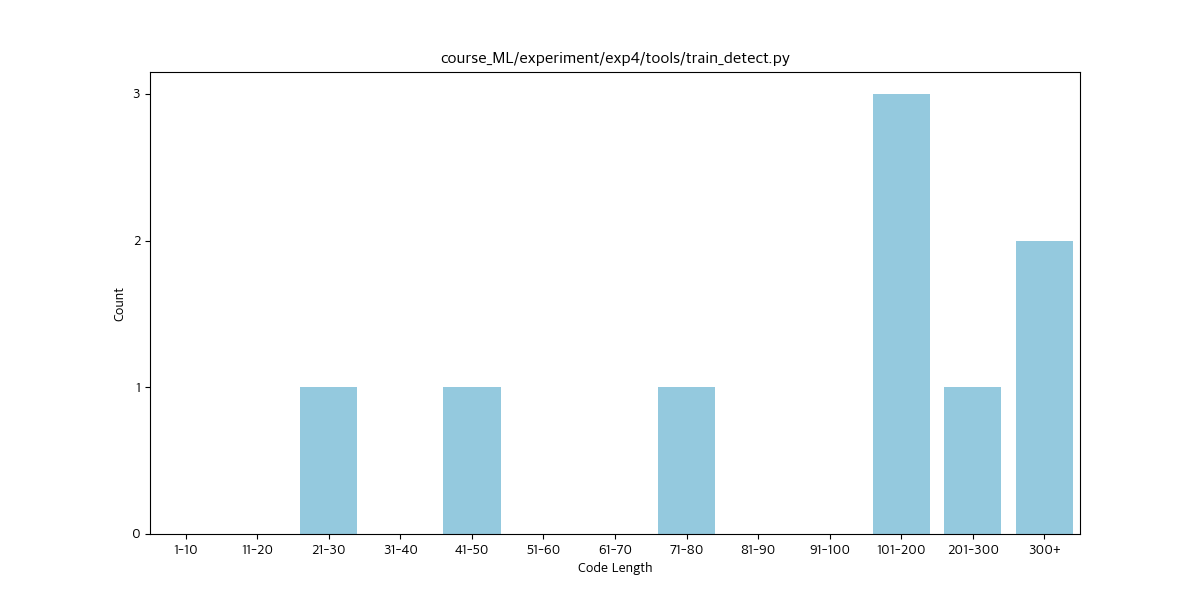 course_ML/experiment/exp4/tools/train_detect.py
3
2
1
0
Count
1-10 11-20 21-30 31-40 41-50 51-60 61-70 71-80 81-90 91-100 101-200 201-300 300+
Code Length